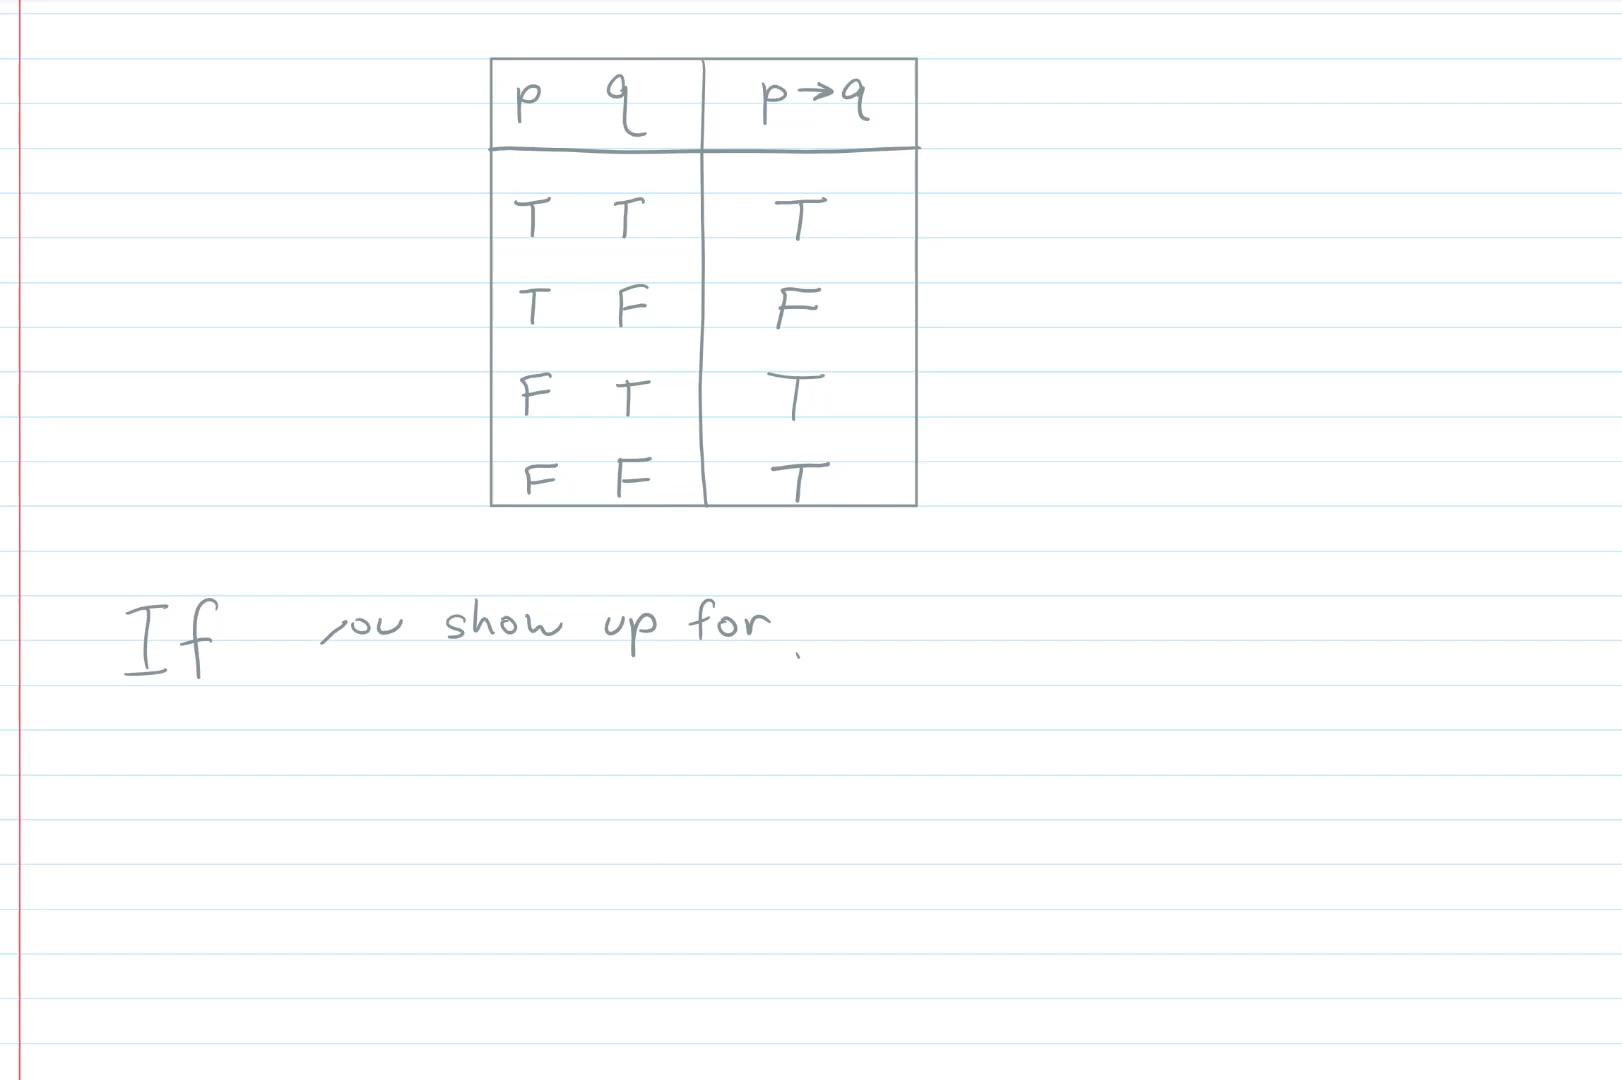 p q p→q
T T T
T F F
F T T
F F T
If you show up for